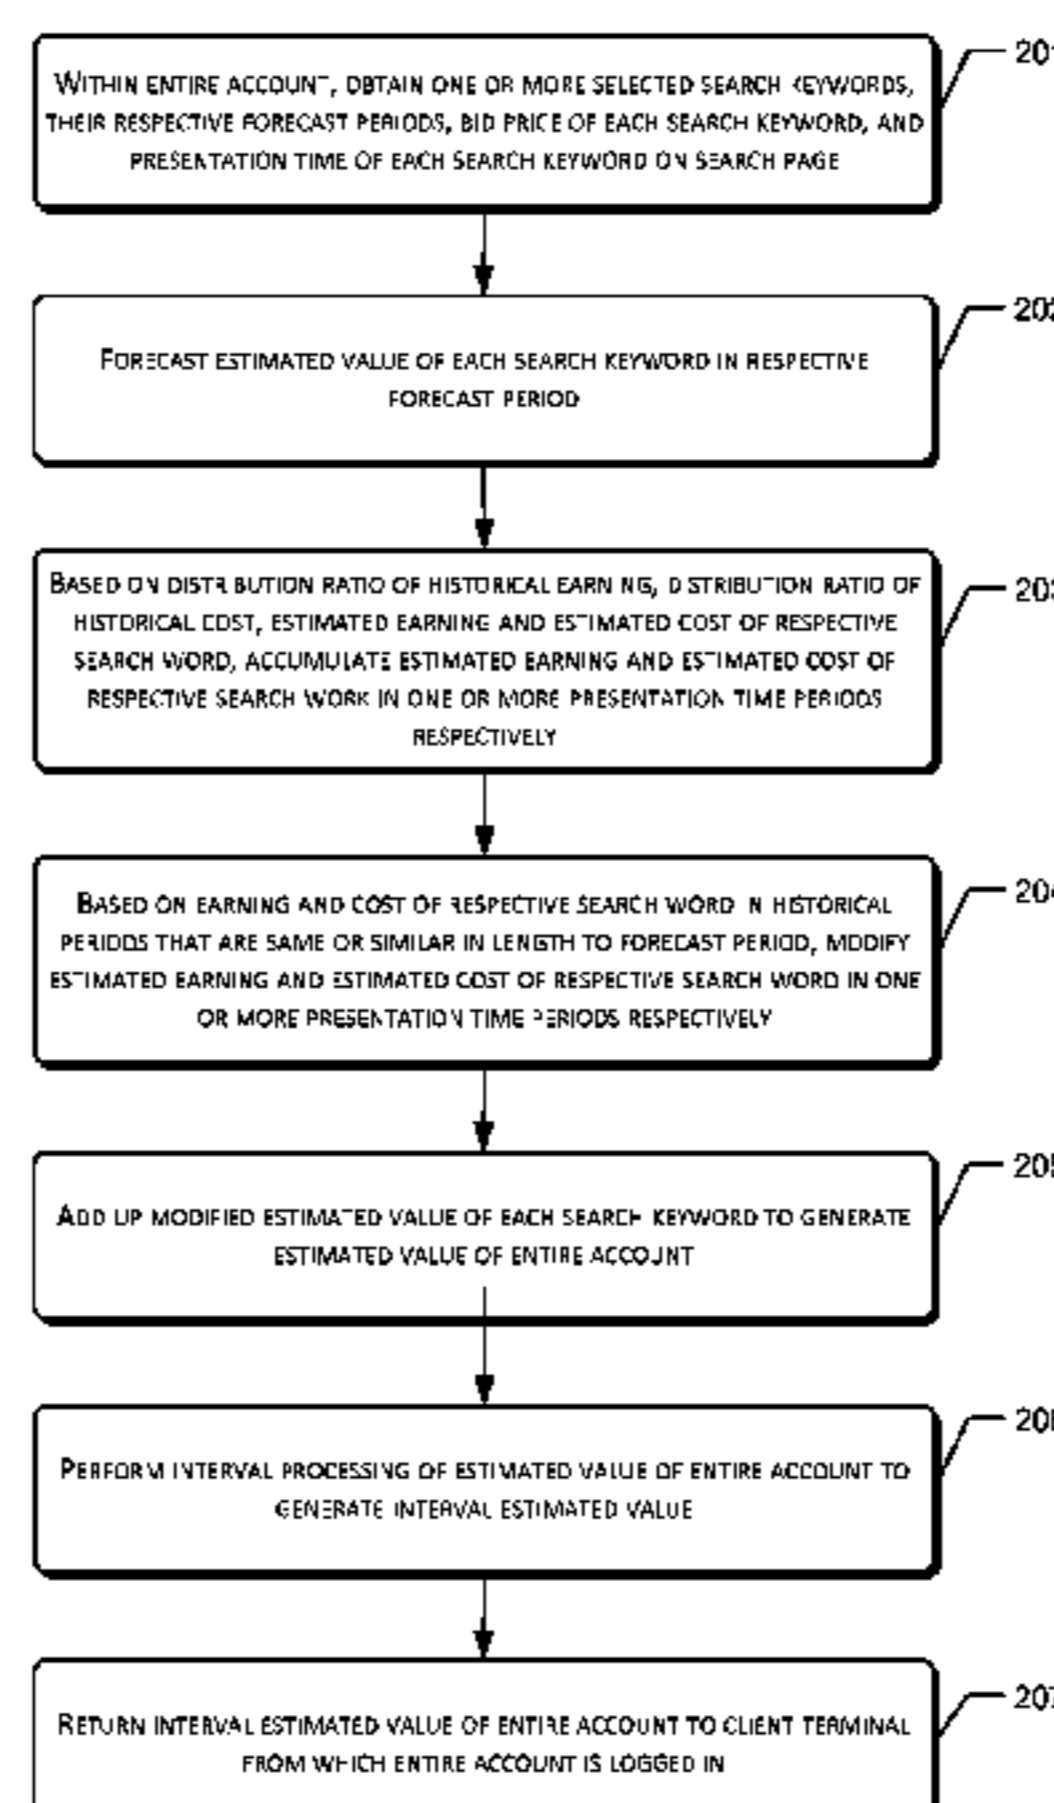 WITHIN ENTIRE ACCOUNT, OBTAIN ONE OR MORE SELECTED SEARCH KEYWORDS,
THEIR RESPECTIVE FORECAST PERIODS, BID PRICE OF EACH SEARCH KEYWORD, AND
PRESENTATION TIME OF EACH SEARCH KEYWORD ON SEARCH PAGE
201
FORECAST ESTIMATED VALUE OF EACH SEARCH KEYWORD IN RESPECTIVE
FORECAST PERIOD
202
BASED ON DISTRIBUTION RATIO OF HISTORICAL EARNING, DISTRIBUTION RATIO OF
HISTORICAL COST, ESTIMATED EARNING AND ESTIMATED COST OF RESPECTIVE
SEARCH WORD, ACCUMULATE ESTIMATED EARNING AND ESTIMATED COST OF
RESPECTIVE SEARCH WORK IN ONE OR MORE PRESENTATION TIME PERIODS
RESPECTIVELY
203
BASED ON EARNING AND COST OF RESPECTIVE SEARCH WORD IN HISTORICAL
PERIODS THAT ARE SAME OR SIMILAR IN LENGTH TO FORECAST PERIOD, MODIFY
ESTIMATED EARNING AND ESTIMATED COST OF RESPECTIVE SEARCH WORD IN ONE
OR MORE PRESENTATION TIME PERIODS RESPECTIVELY
204
ADD UP MODIFIED ESTIMATED VALUE OF EACH SEARCH KEYWORD TO GENERATE
ESTIMATED VALUE OF ENTIRE ACCOUNT
205
PERFORM INTERVAL PROCESSING OF ESTIMATED VALUE OF ENTIRE ACCOUNT TO
GENERATE INTERVAL ESTIMATED VALUE
206
RETURN INTERVAL ESTIMATED VALUE OF ENTIRE ACCOUNT TO CLIENT TERMINAL
FROM WHICH ENTIRE ACCOUNT IS LOGGED IN
207